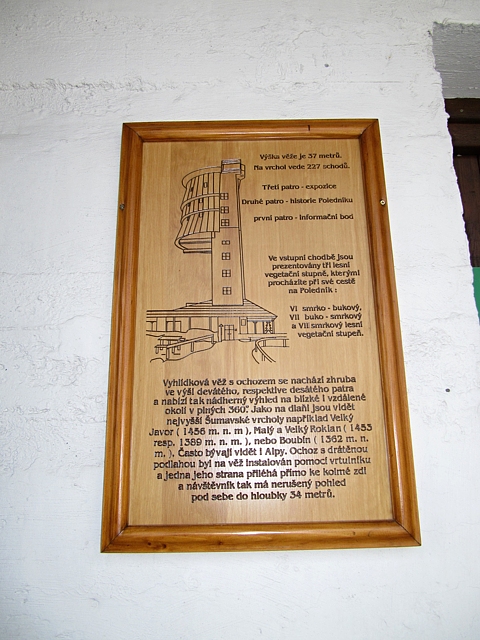 Výška věže je 37 metrů.
Na vrchol vede 227 schodů.
Třetí patro - expozice
Druhé patro - historie Poledníku
první patro - informační bod
Ve vstupní chodbě jsou
prezentovány tři lesní
vegetační stupně, kterými
procházíte při své cestě
na Poledník :
VI smrko - bukový,
VII buko - smrkový
a VII smrkový lesní
vegetační stupeň.
Vyhlídková věž s ochozem se nachází zhruba
ve výši devátého, respektive desátého patra
a nabízí tak nádherný výhled na blízké i vzdálené
okolí v plných 360°. Jako na dlani jsou vidět
nejvyšší Šumavské vrcholy například Velký
Javor ( 1456 m. n. m ), Malý a Velký Roklan ( 1453
resp. 1389 m. n. m. ), nebo Boubín ( 1362 m. n.
m. ). Často bývají vidět i Alpy. Ochoz s drátěnou
podlahou byl na věž instalován pomocí vrtulníku
a jedna jeho strana přiléhá přímo ke kolmé zdi
a návštěvník tak má nerušený pohled
pod sebe do hloubky 34 metrů.